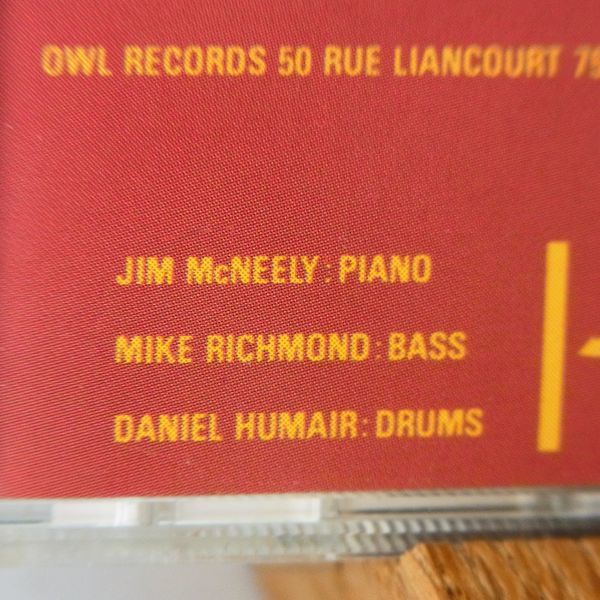 OWL RECORDS 50 RUE LIANCOURT
JIM McNEELY : PIANO
MIKE RICHMOND : BASS
DANIEL HUMAIR : DRUMS